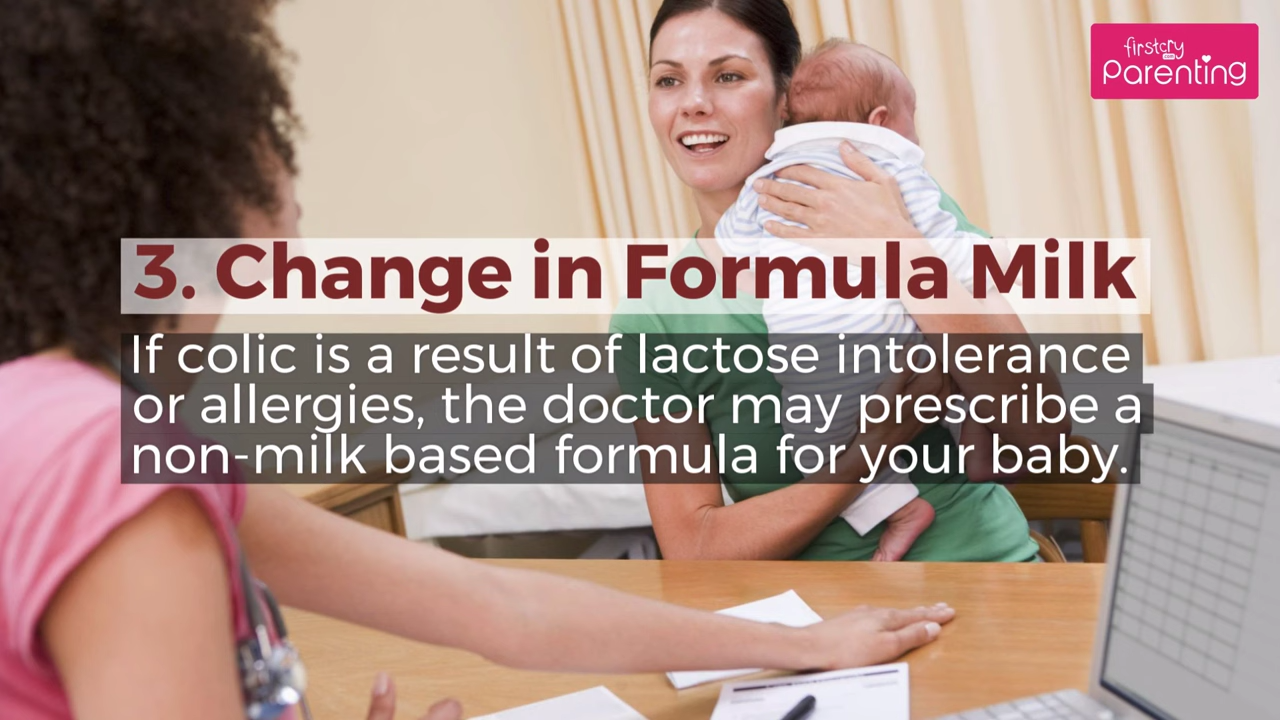 firstcry
.com
Parenting
3. Change in Formula Milk
If colic is a result of lactose intolerance
or allergies, the doctor may prescribe a
non-milk based formula for your baby.